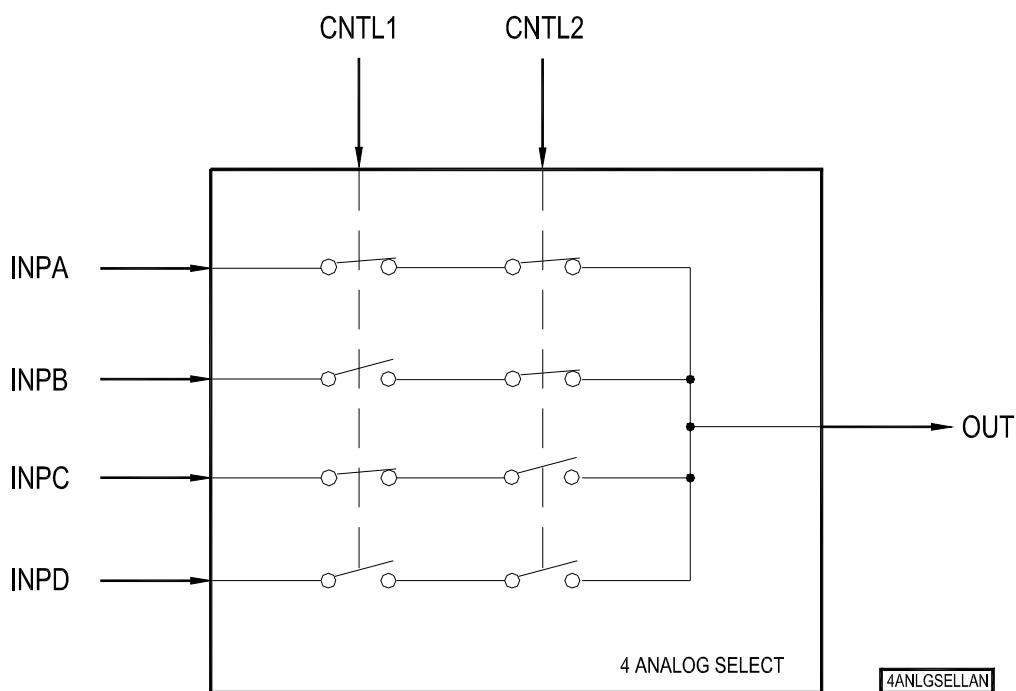 CNTL1 CNTL2
INPA
INPB
OUT
INPC
INPD
4 ANALOG SELECT
4ANLGSELLAN